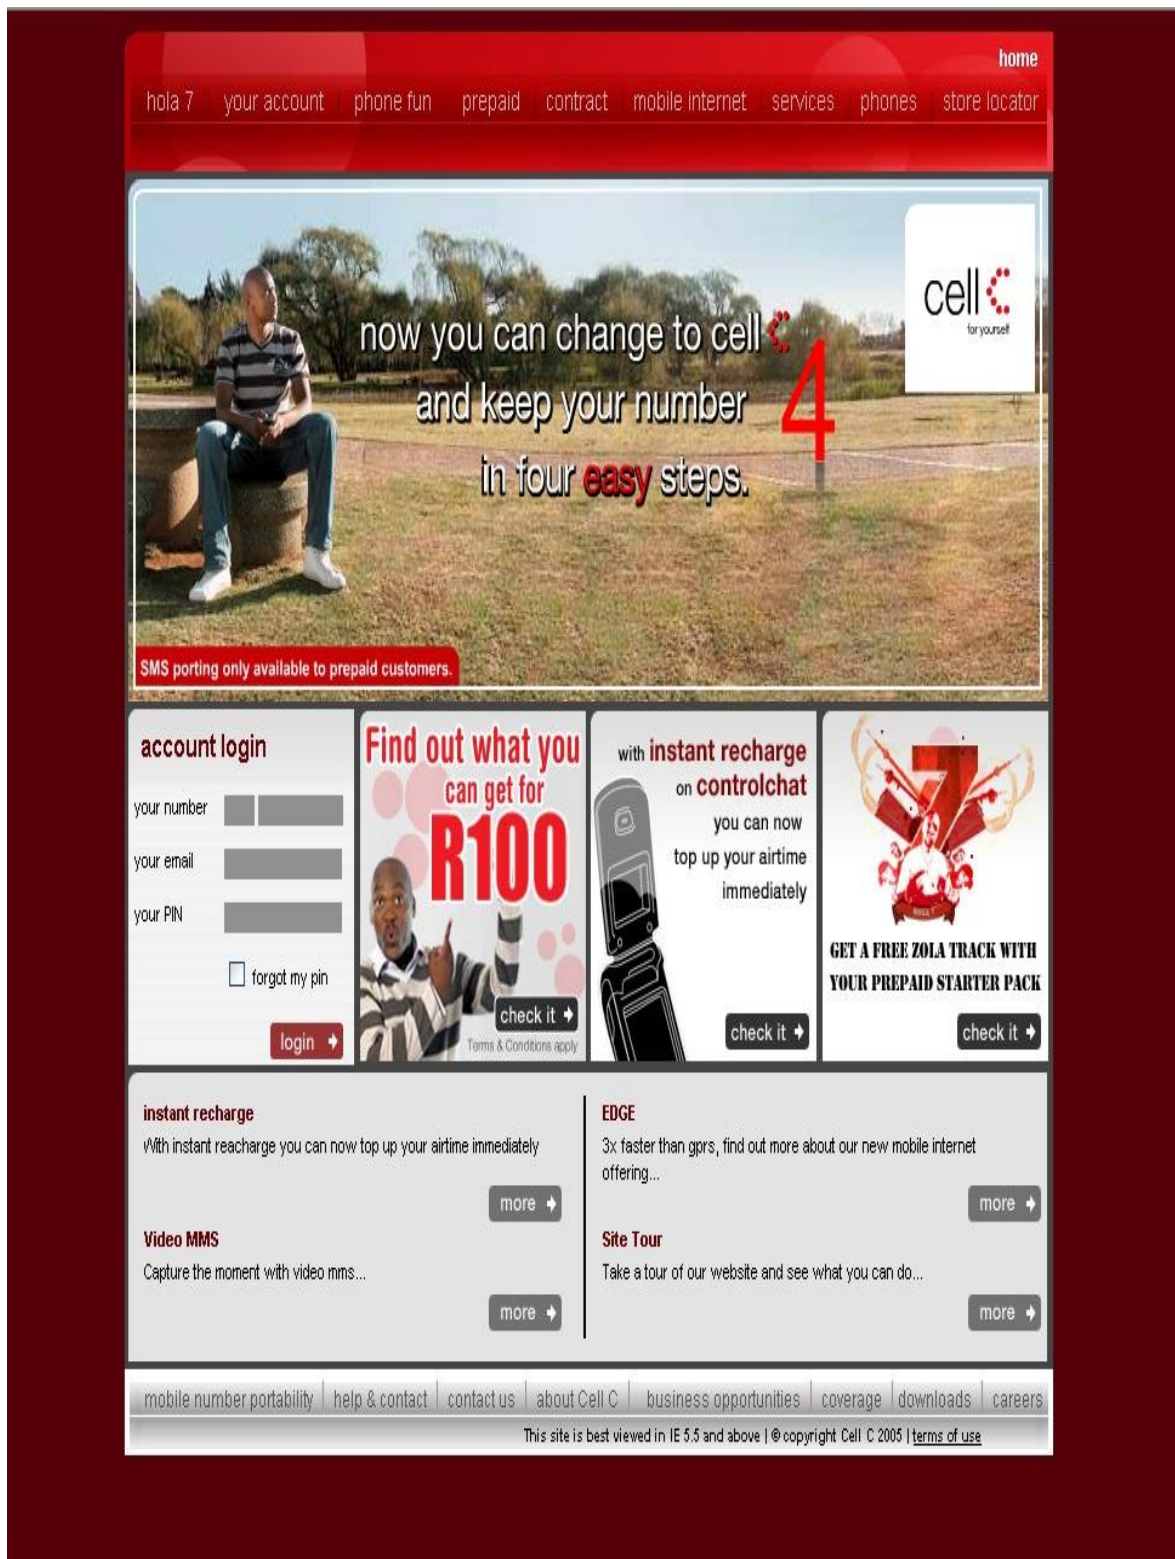 home
hola 7 your account phone fun prepaid contract mobile internet services phones store locator
cell C
for yourself
now you can change to cell C
and keep your number 4
in four easy steps.
SMS porting only available to prepaid customers.
account login
your number
your email
your PIN
forgot my pin
login
Find out what you
can get for
R100
check it
Terms & Conditions apply
with instant recharge
on controlchat
you can now
top up your airtime
immediately
check it
7
HOLA 7
GET A FREE ZOLA TRACK WITH
YOUR PREPAID STARTER PACK
check it
instant recharge
With instant reacharge you can now top up your airtime immediately
more
Video MMS
Capture the moment with video mms...
more
EDGE
3x faster than gprs, find out more about our new mobile internet
offering...
more
Site Tour
Take a tour of our website and see what you can do...
more
mobile number portability | help & contact | contact us | about Cell C | business opportunities | coverage | downloads | careers
This site is best viewed in IE 5.5 and above | © copyright Cell C 2005 | terms of use